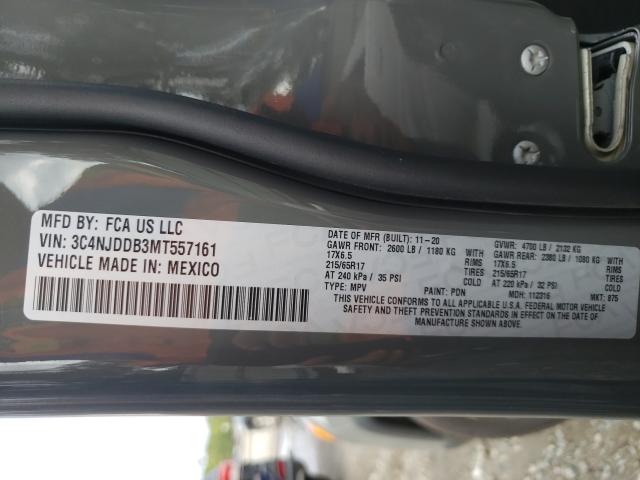 MFD BY: FCA US LLC
VIN: 3C4NJDDB3MT557161
VEHICLE MADE IN: MEXICO
DATE OF MFR (BUILT): 11-20 GVWR: 4700 LB / 2132 KG
GAWR FRONT: 2600 LB / 1180 KG GAWR REAR: 2380 LB / 1080 KG
17X6.5 RIMS 17X6.5 RIMS
215/65R17 TIRES 215/65R17 TIRES
AT 240 kPa / 35 PSI COLD AT 220 kPa / 32 PSI COLD
TYPE: MPV PAINT: PDN MDH: 112316 MKT: 875
THIS VEHICLE CONFORMS TO ALL APPLICABLE U.S.A. FEDERAL MOTOR VEHICLE
SAFETY AND THEFT PREVENTION STANDARDS IN EFFECT ON THE DATE OF
MANUFACTURE SHOWN ABOVE.